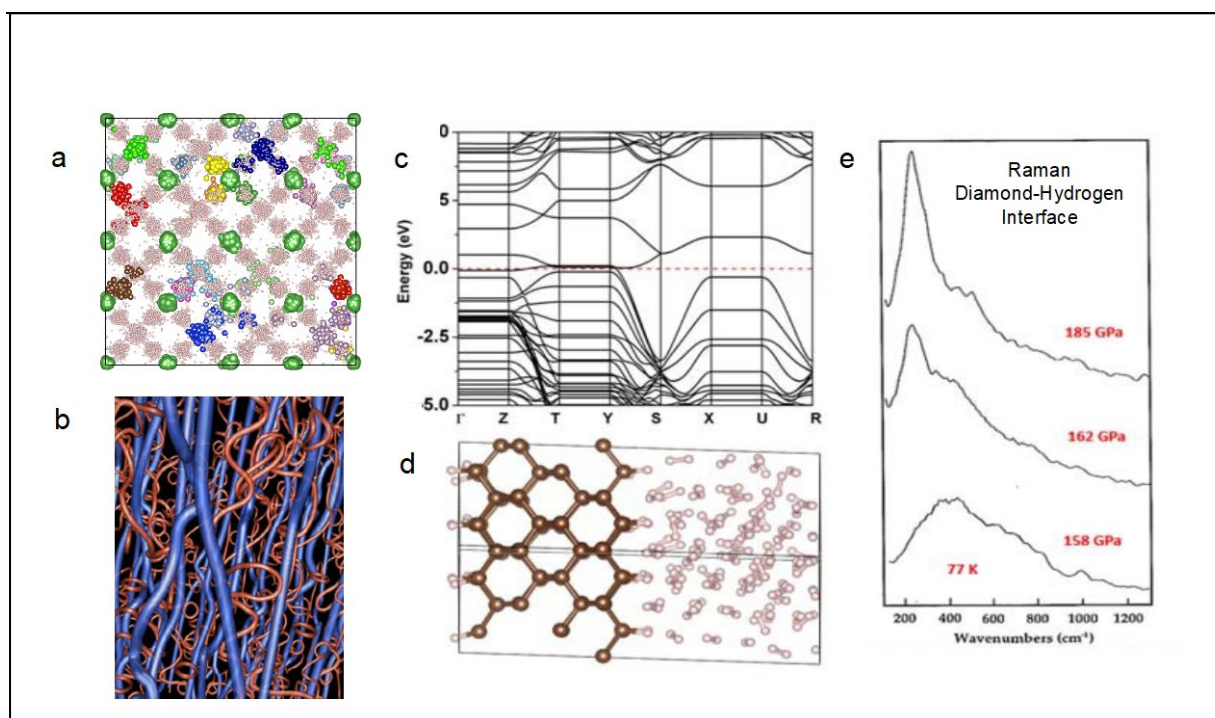 a
b
c
Energy (eV)
0
5
0.0
-2.5
-5.0
Γ Z T Y S X U R
d
e
Raman
Diamond-Hydrogen
Interface
185 GPa
162 GPa
158 GPa
77 K
200 400 600 800 1000 1200
Wavenumbers (cm⁻¹)